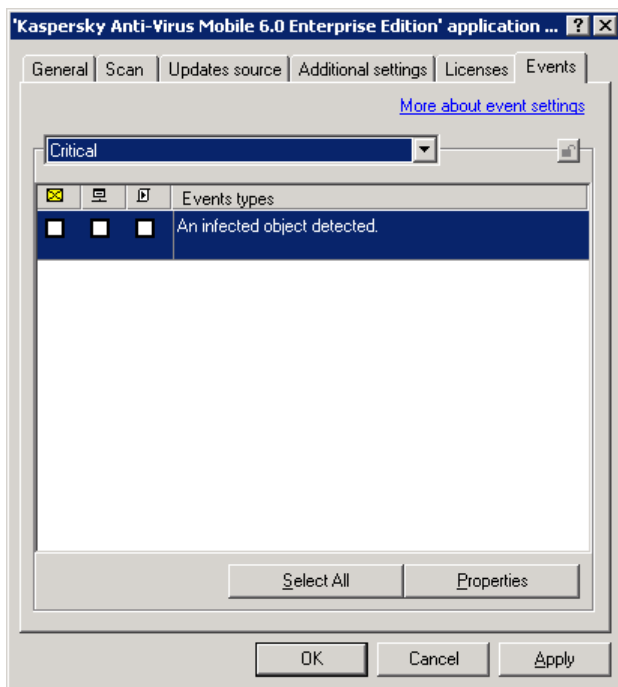 'Kaspersky Anti-Virus Mobile 6.0 Enterprise Edition' application ...
General Scan Updates source Additional settings Licenses Events
More about event settings
Critical
Events types
An infected object detected.
Select All Properties
OK Cancel Apply